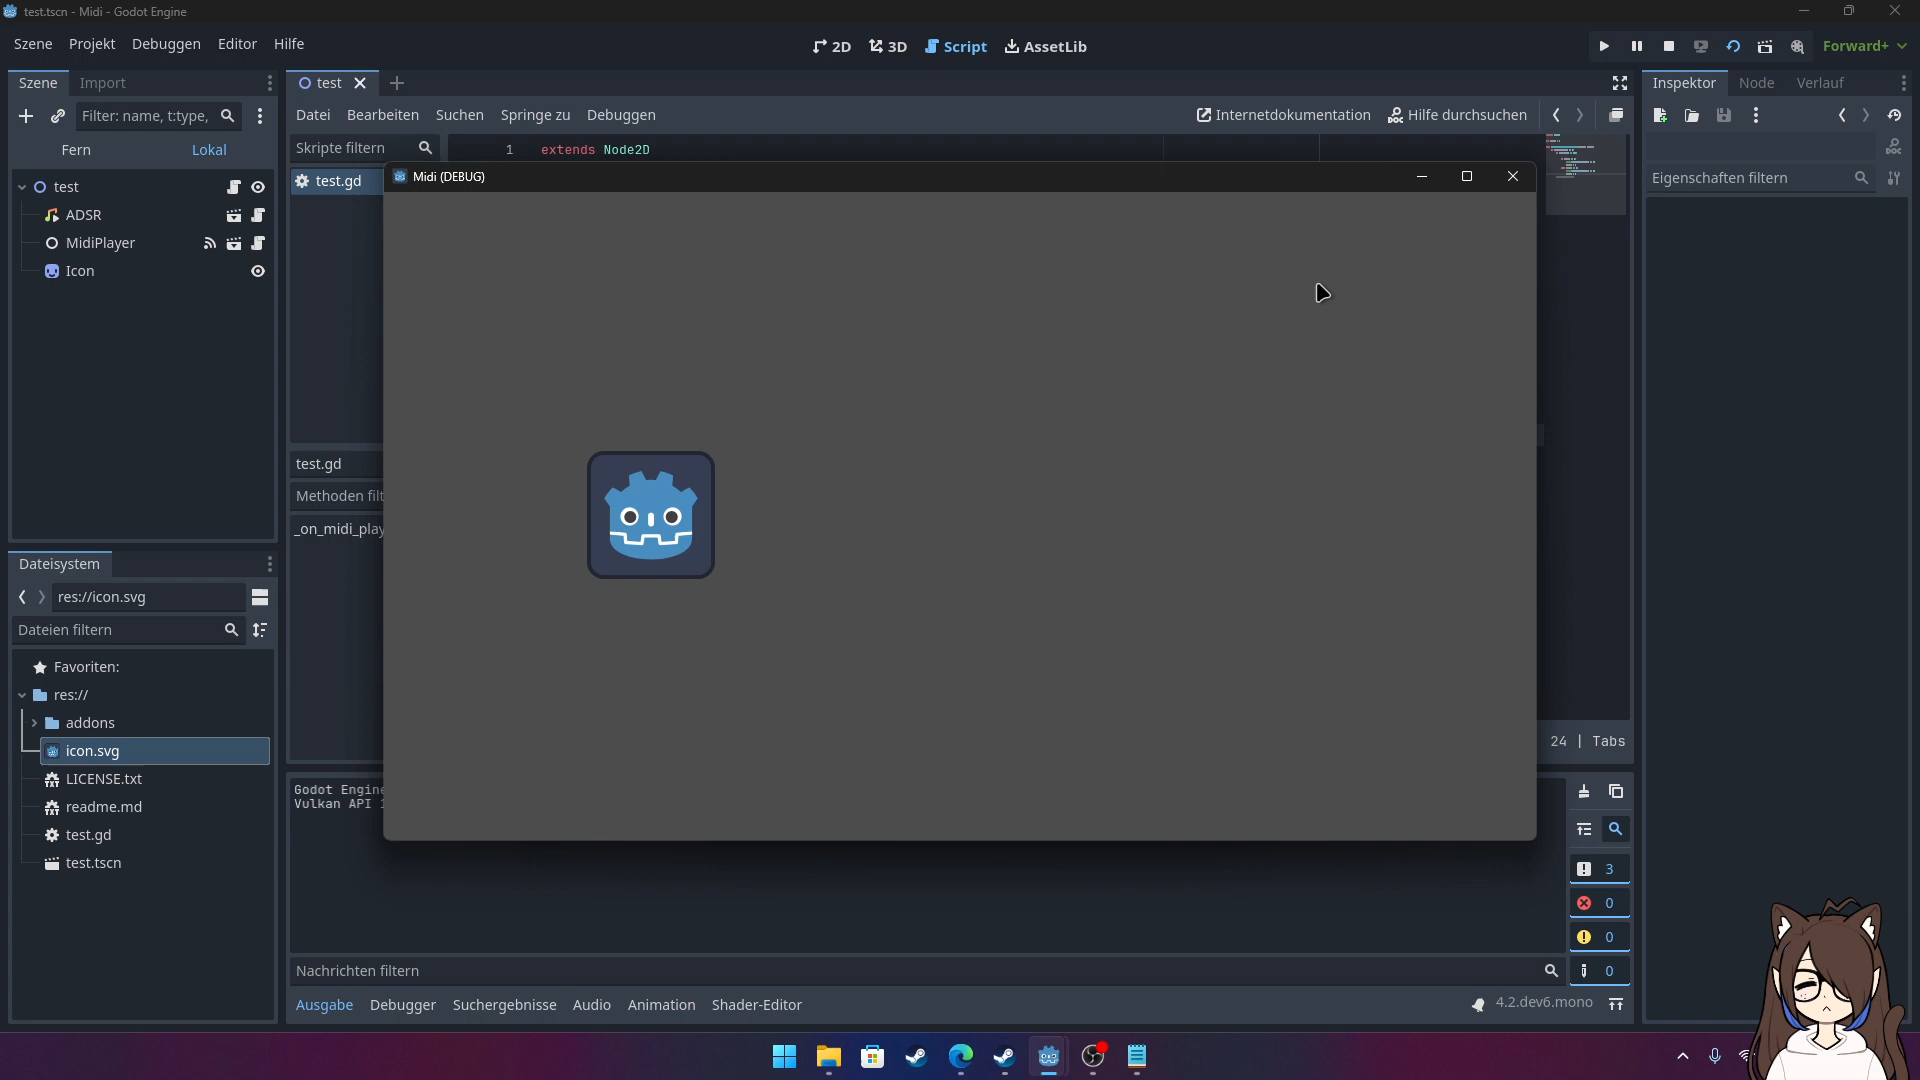 test.tscn - Midi - Godot Engine
Szene Projekt Debuggen Editor Hilfe
2D 3D Script AssetLib
Forward+
Szene Import
test
Inspektor Node Verlauf
Filter: name, t:type,
Datei Bearbeiten Suchen Springe zu Debuggen
Internetdokumentation Hilfe durchsuchen
Fern Lokal
Skripte filtern
1 extends Node2D
Eigenschaften filtern
test
ADSR
MidiPlayer
Icon
test.gd
Midi (DEBUG)
test.gd
Methoden filt
_on_midi_play
Dateisystem
res://icon.svg
Dateien filtern
Favoriten:
res://
addons
icon.svg
LICENSE.txt
readme.md
test.gd
test.tscn
24 | Tabs
Godot Engine
Vulkan API 1
3
0
0
0
Nachrichten filtern
Ausgabe Debugger Suchergebnisse Audio Animation Shader-Editor
4.2.dev6.mono